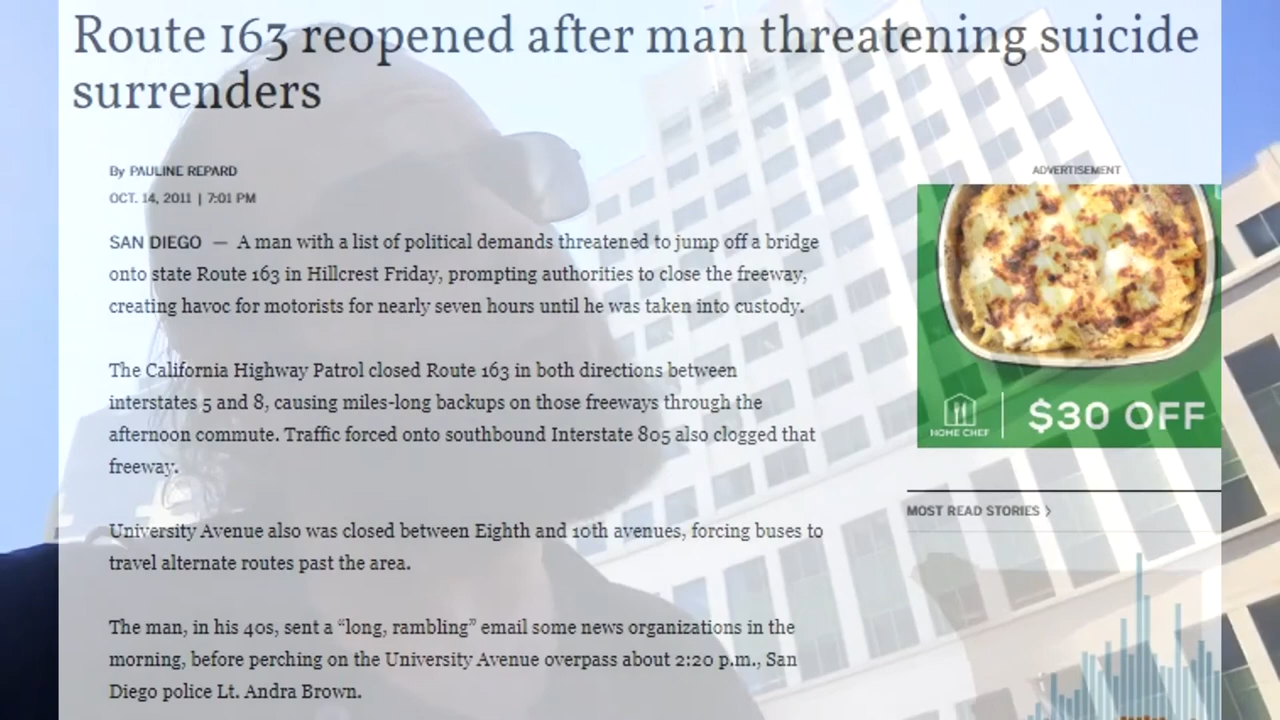 Route 163 reopened after man threatening suicide
surrenders
By PAULINE REPARD
OCT. 14, 2011 | 7:01 PM
SAN DIEGO — A man with a list of political demands threatened to jump off a bridge
onto state Route 163 in Hillcrest Friday, prompting authorities to close the freeway,
creating havoc for motorists for nearly seven hours until he was taken into custody.
The California Highway Patrol closed Route 163 in both directions between
interstates 5 and 8, causing miles-long backups on those freeways through the
afternoon commute. Traffic forced onto southbound Interstate 805 also clogged that
freeway.
University Avenue also was closed between Eighth and 10th avenues, forcing buses to
travel alternate routes past the area.
The man, in his 40s, sent a “long, rambling” email some news organizations in the
morning, before perching on the University Avenue overpass about 2:20 p.m., San
Diego police Lt. Andra Brown.
ADVERTISEMENT
HOME CHEF
$30 OFF
MOST READ STORIES >